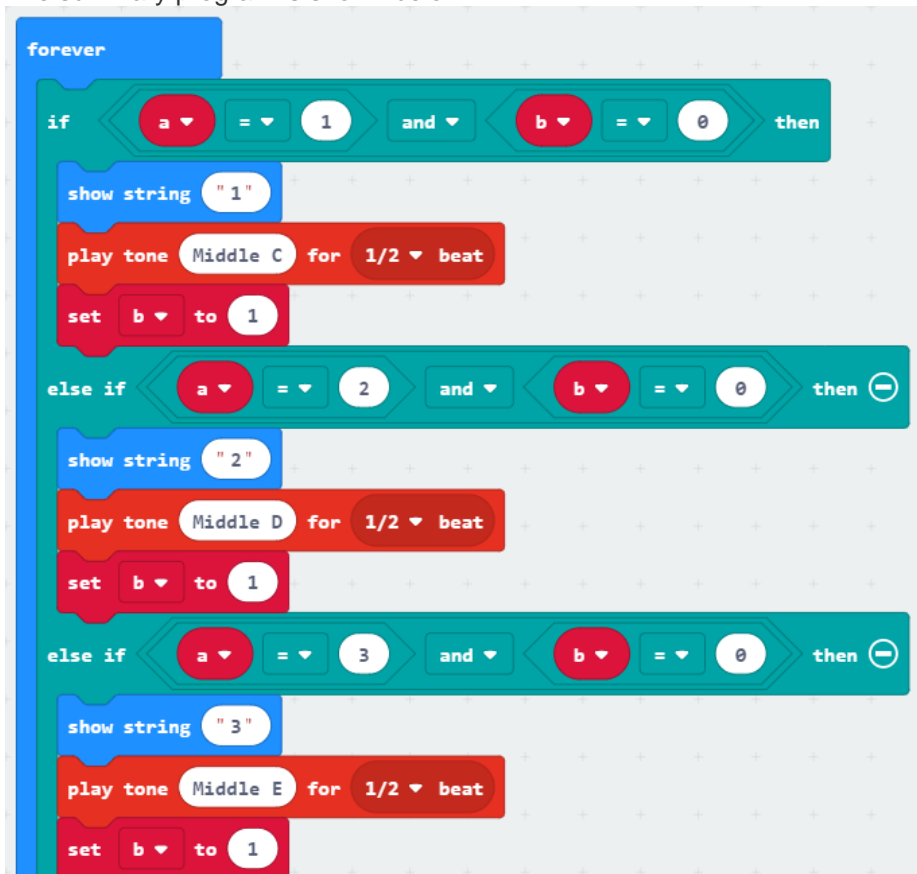 forever
if a = 1 and b = 0 then
show string "1"
play tone Middle C for 1/2 beat
set b to 1
else if a = 2 and b = 0 then
show string "2"
play tone Middle D for 1/2 beat
set b to 1
else if a = 3 and b = 0 then
show string "3"
play tone Middle E for 1/2 beat
set b to 1